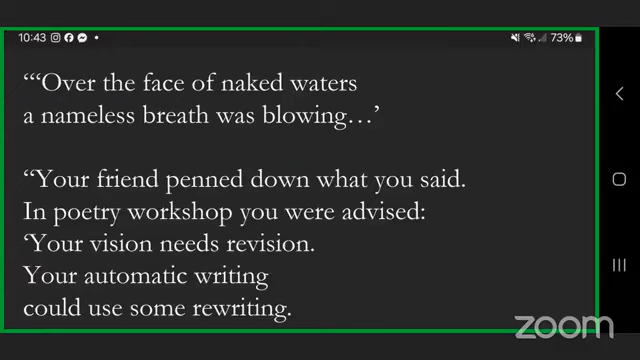 10:43
73%
“‘Over the face of naked waters
a nameless breath was blowing…’
“Your friend penned down what you said.
In poetry workshop you were advised:
‘Your vision needs revision.
Your automatic writing
could use some rewriting.
zoom